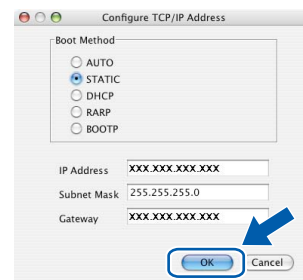 Configure TCP/IP Address
Boot Method
AUTO
STATIC
DHCP
RARP
BOOTP
IP Address XXX.XXX.XXX.XXX
Subnet Mask 255.255.255.0
Gateway XXX.XXX.XXX.XXX
OK Cancel